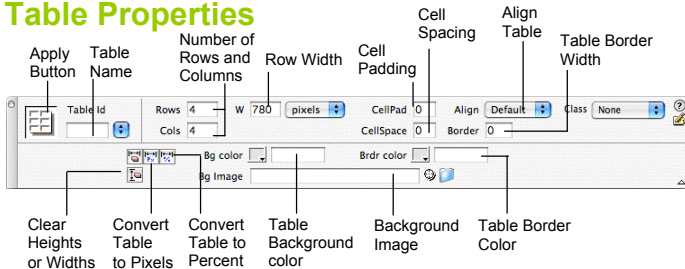 Table Properties
Apply Button
Table Name
Number of Rows and Columns
Row Width
Cell Padding
Cell Spacing
Align Table
Table Border Width
Table Id
Rows 4
W 780 pixels
CellPad 0
Align Default
Class None
Cols 4
CellSpace 0
Border 0
Bg color
Brdr color
Bg Image
Clear Heights or Widths
Convert Table to Pixels
Convert Table to Percent
Table Background color
Background Image
Table Border Color